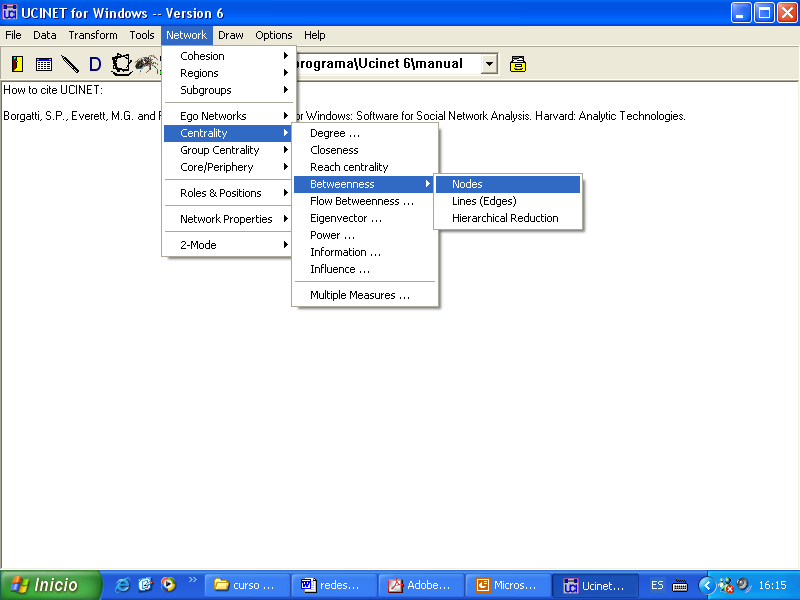 UCINET for Windows -- Version 6
File Data Transform Tools Network Draw Options Help
D
programa\Ucinet 6\manual
How to cite UCINET:
Borgatti, S.P., Everett, M.G. and
or Windows: Software for Social Network Analysis. Harvard: Analytic Technologies.
Cohesion
Regions
Subgroups
Ego Networks
Centrality
Group Centrality
Core/Periphery
Roles & Positions
Network Properties
2-Mode
Degree ...
Closeness
Reach centrality
Betweenness
Flow Betweenness ...
Eigenvector ...
Power ...
Information ...
Influence ...
Multiple Measures ...
Nodes
Lines (Edges)
Hierarchical Reduction
Inicio
curso ...
redes...
Adobe...
Micros...
Ucinet...
ES
16:15